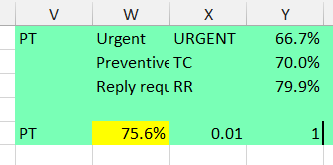 V W X Y
PT Urgent URGENT 66.7%
Preventive TC 70.0%
Reply requ RR 79.9%
PT 75.6% 0.01 1